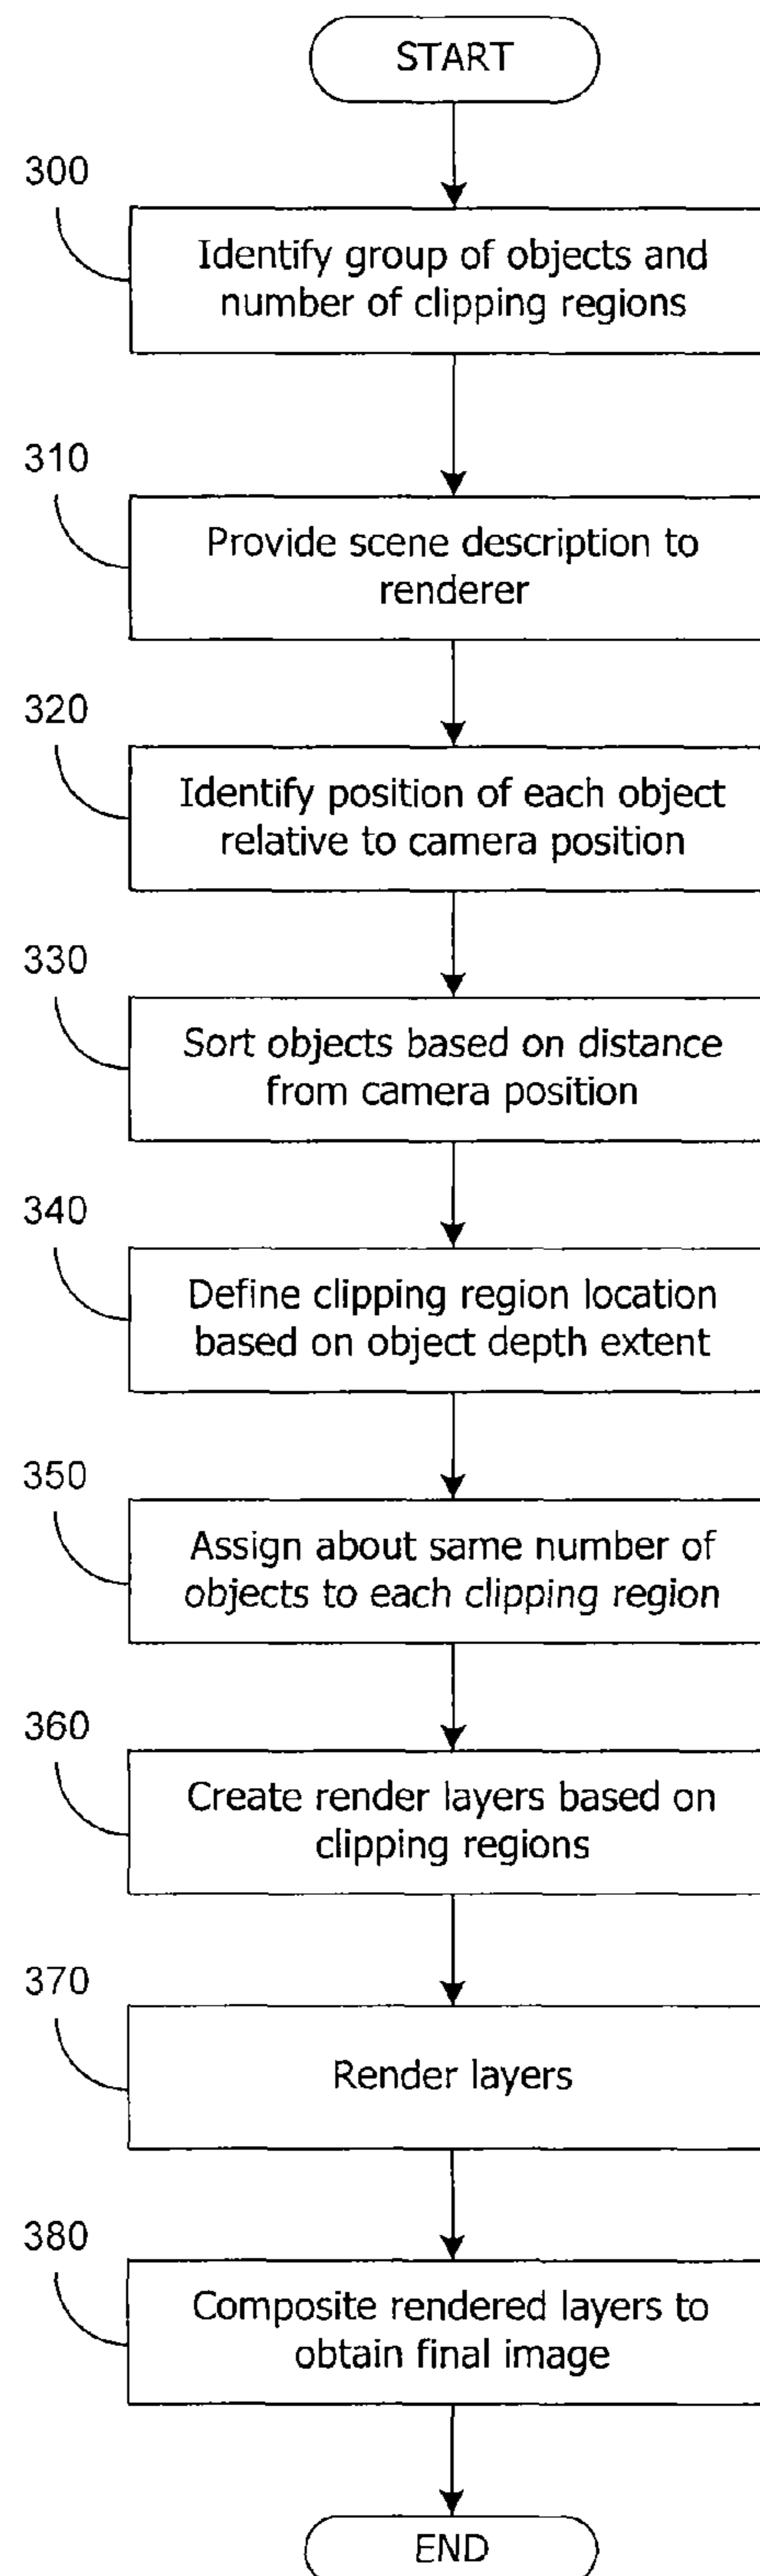 START
300
Identify group of objects and
number of clipping regions
310
Provide scene description to
renderer
320
Identify position of each object
relative to camera position
330
Sort objects based on distance
from camera position
340
Define clipping region location
based on object depth extent
350
Assign about same number of
objects to each clipping region
360
Create render layers based on
clipping regions
370
Render layers
380
Composite rendered layers to
obtain final image
END